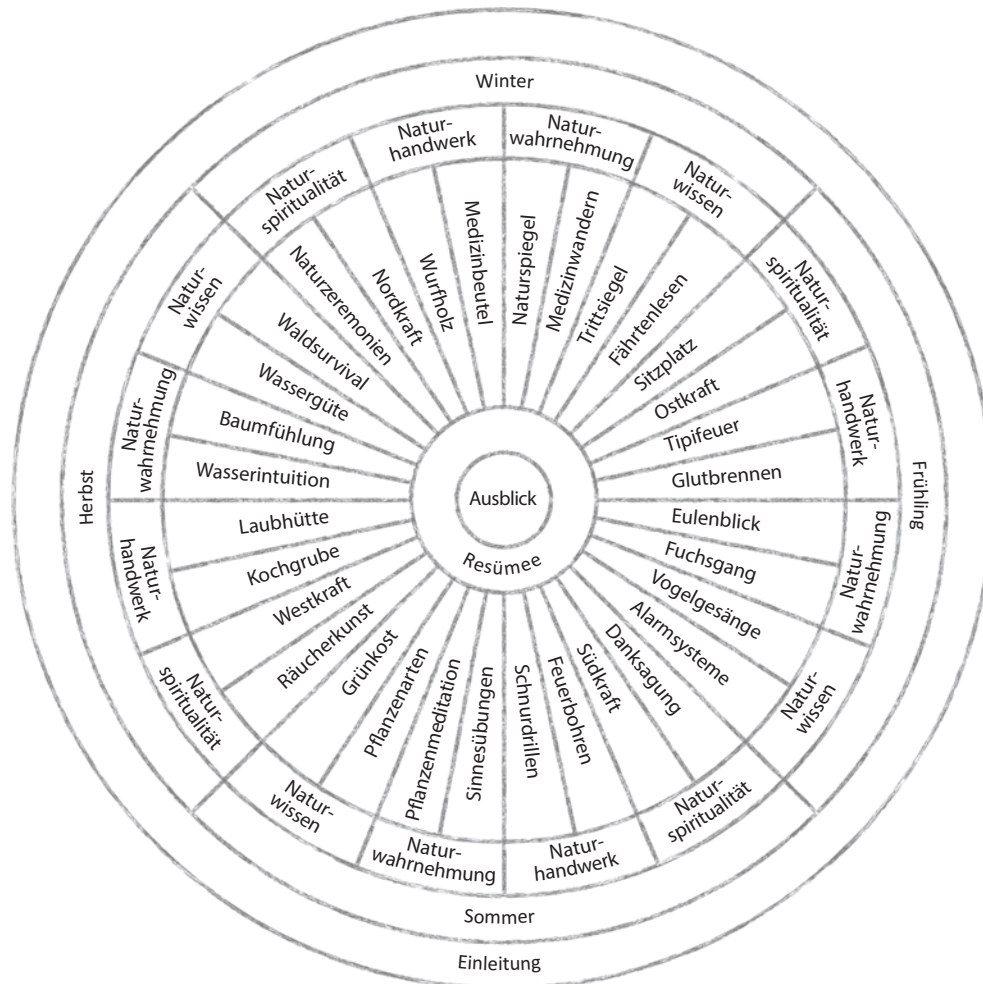 Winter
Natur-
handwerk
Natur-
wahrnehmung
Natur-
spiritualität
Natur-
wissen
Natur-
wissen
Natur-
spiritualität
Natur-
wahrnehmung
Natur-
handwerk
Herbst
Frühling
Natur-
handwerk
Natur-
wahrnehmung
Natur-
spiritualität
Natur-
wissen
Natur-
wissen
Natur-
spiritualität
Natur-
wahrnehmung
Natur-
handwerk
Naturspiegel
Medizinwandern
Trittsiegel
Fährtenlesen
Sitzplatz
Ostkraft
Tipifeuer
Glutbrennen
Eulenblick
Fuchsgang
Vogelgesänge
Alarmsysteme
Danksagung
Südkraft
Feuerbohren
Schnurdrillen
Sinnesübungen
Pflanzenmeditation
Pflanzenarten
Grünkost
Räucherkunst
Westkraft
Kochgrube
Laubhütte
Wasserintuition
Baumfühlung
Wassergüte
Waldsurvival
Naturzeremonien
Nordkraft
Wurfholz
Medizinbeutel
Ausblick
Resümee
Sommer
Einleitung